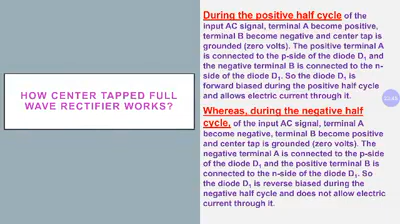 HOW CENTER TAPPED FULL
WAVE RECTIFIER WORKS?
During the positive half cycle of the
input AC signal, terminal A become positive,
terminal B become negative and center tap is
grounded (zero volts). The positive terminal A
is connected to the p-side of the diode D₁ and
the negative terminal B is connected to the n-
side of the diode D₁. So the diode D₁ is
forward biased during the positive half cycle
and allows electric current through it.
Whereas, during the negative half
cycle, of the input AC signal, terminal A
become negative, terminal B become positive
and center tap is grounded (zero volts). The
negative terminal A is connected to the p-side
of the diode D₁ and the positive terminal B is
connected to the n-side of the diode D₁. So
the diode D₁ is reverse biased during the
negative half cycle and does not allow electric
current through it.